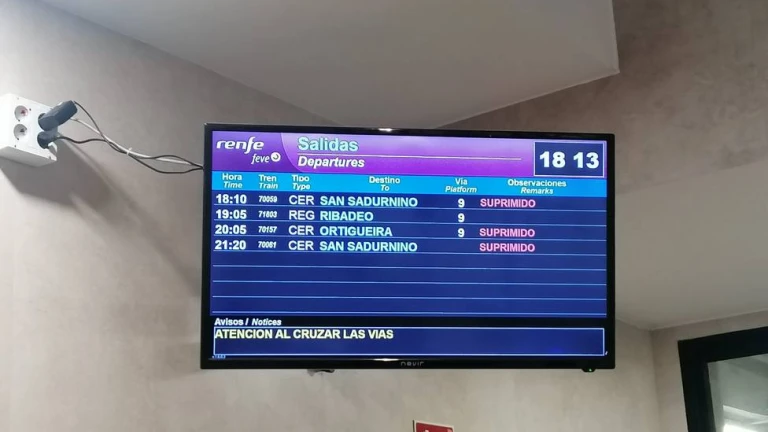 renfe
feve
Salidas
Departures
18 13
Hora Tren Tipo Destino Via Observaciones
Time Train Type To Platform Remarks
18:10 70059 CER SAN SADURNINO 9 SUPRIMIDO
19:05 71803 REG RIBADEO 9
20:05 70157 CER ORTIGUEIRA 9 SUPRIMIDO
21:20 70061 CER SAN SADURNINO SUPRIMIDO
Avisos / Notices
ATENCION AL CRUZAR LAS VIAS
nevir